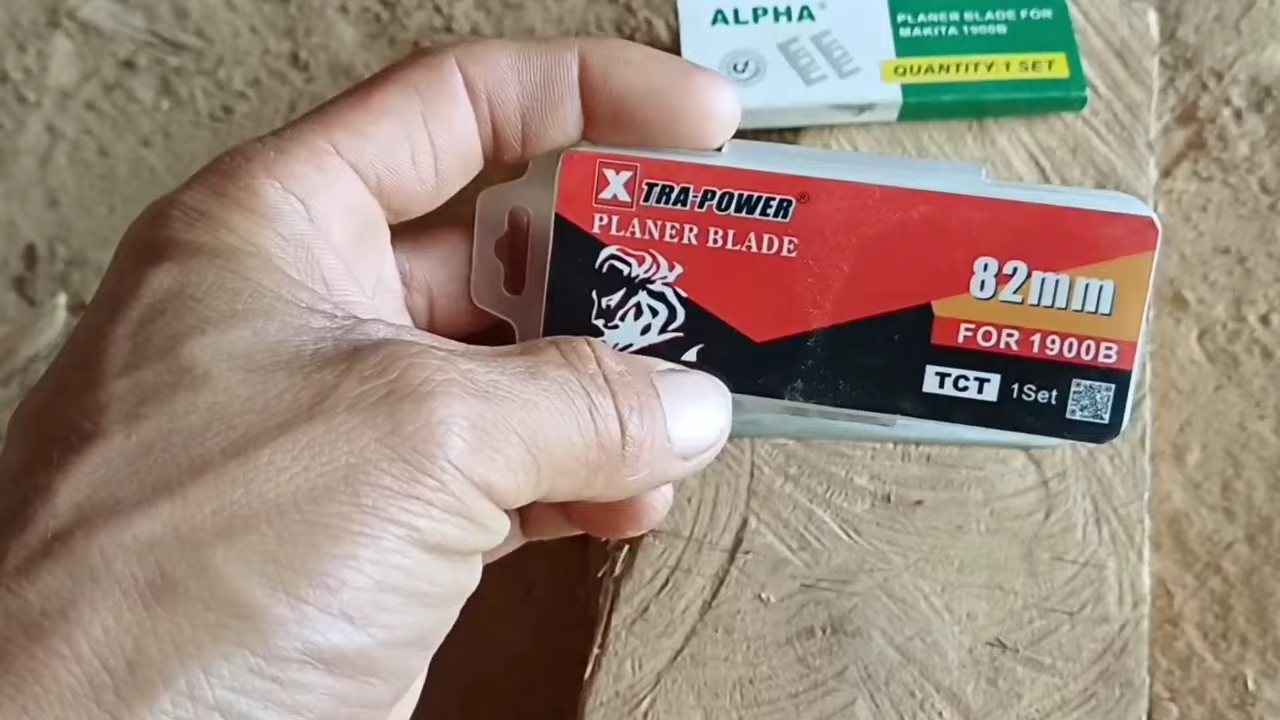 ALPHA®
PLANER BLADE FOR
MAKITA 1900B
QUANTITY: 1 SET
XTRA-POWER®
PLANER BLADE
82mm
FOR 1900B
TCT 1Set